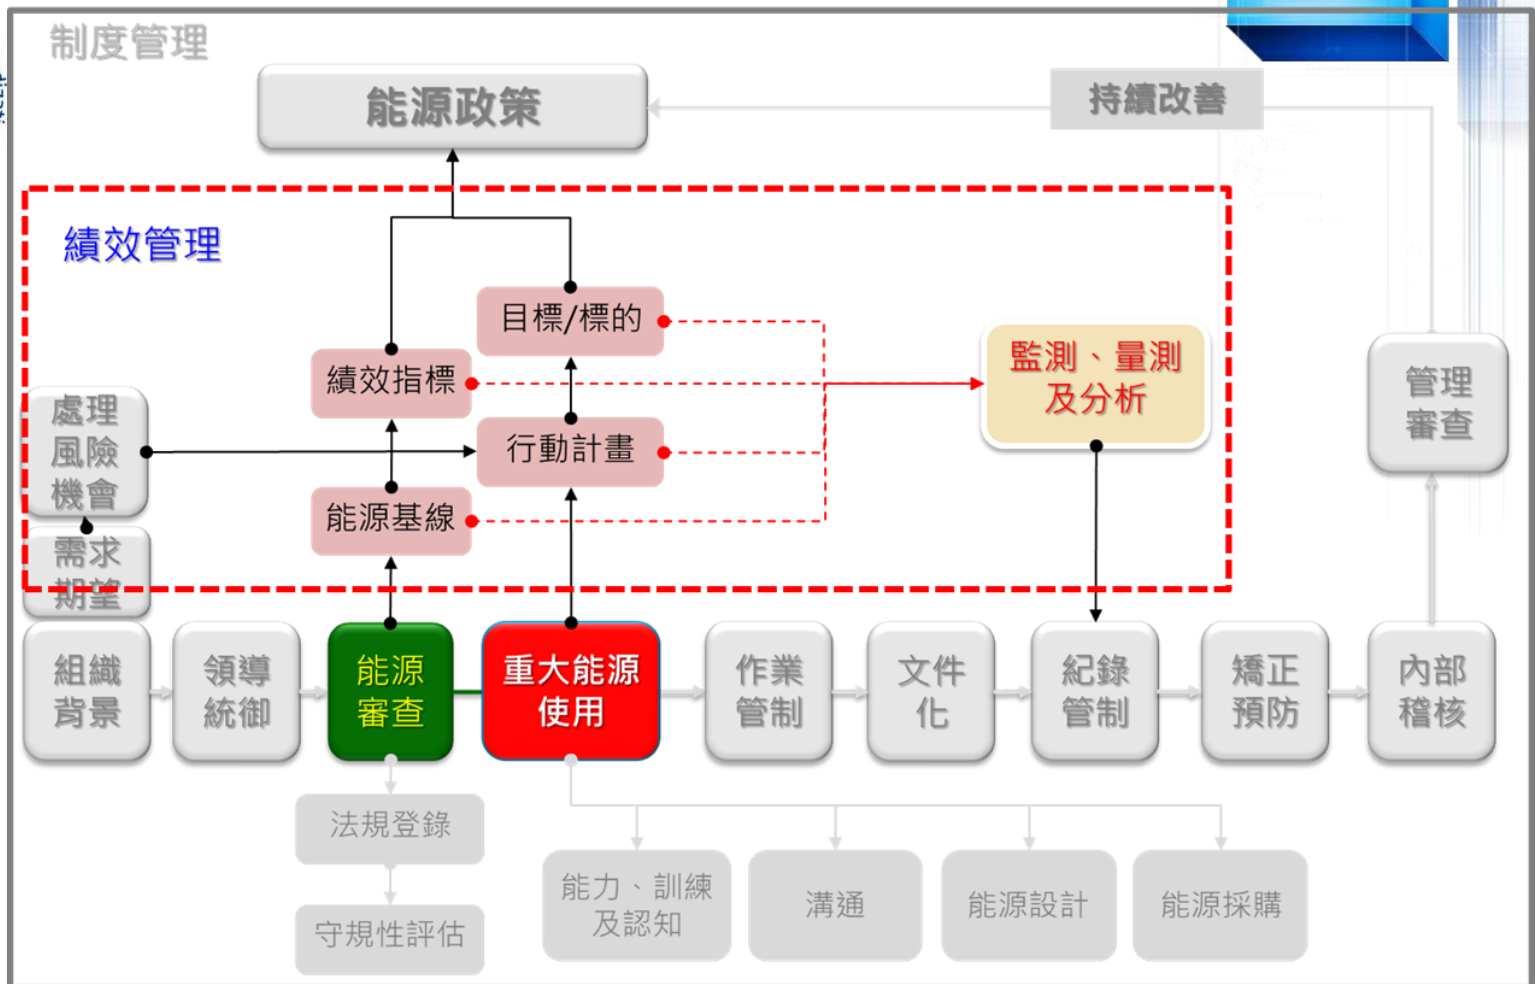 制度管理
能源政策
持續改善
績效管理
目標/標的
績效指標
監測、量測
及分析
管理
審查
處理
風險
機會
行動計畫
能源基線
需求
期望
組織
背景
領導
統御
能源
審查
重大能源
使用
作業
管制
文件
化
紀錄
管制
矯正
預防
內部
稽核
法規登錄
守規性評估
能力、訓練
及認知
溝通
能源設計
能源採購